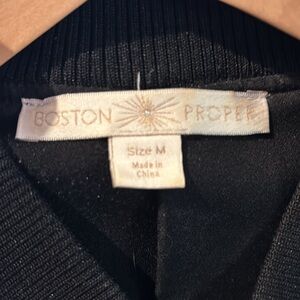 BOSTON PROPER
Size M
Made in
China